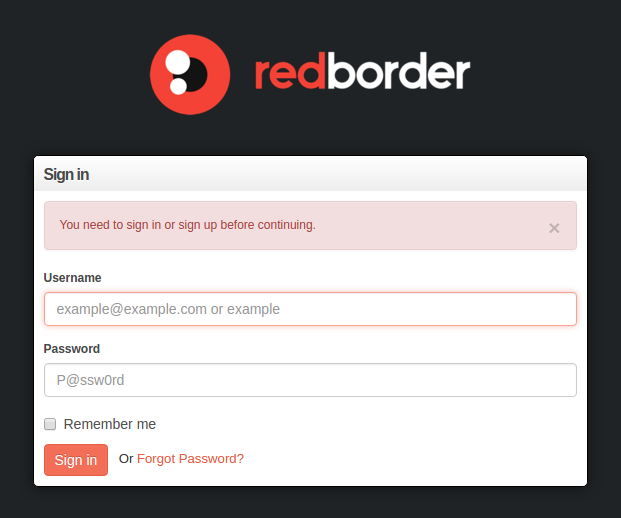 redborder
Sign in
You need to sign in or sign up before continuing.
×
Username
example@example.com or example
Password
P@ssw0rd
Remember me
Sign in Or Forgot Password?